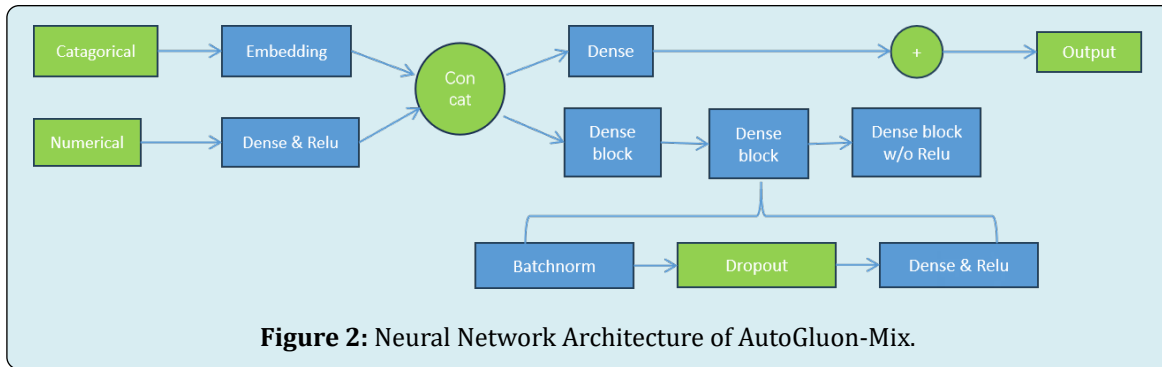 Catagorical
Embedding
Con
cat
Dense
+
Output
Numerical
Dense & Relu
Dense
block
Dense
block
Dense block
w/o Relu
Batchnorm
Dropout
Dense & Relu
Figure 2: Neural Network Architecture of AutoGluon-Mix.